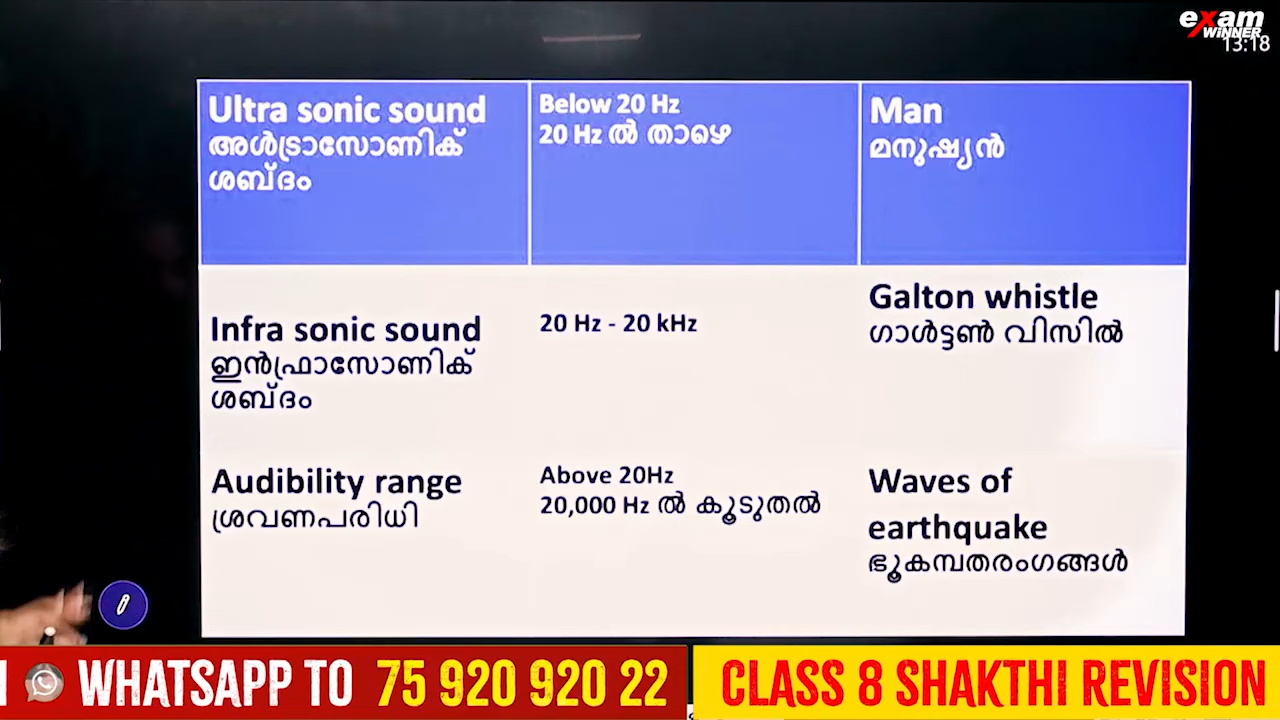 exam
WiNNER
13:18
Ultra sonic sound
അൾട്രാസോണിക്
ശബ്ദം
Below 20 Hz
20 Hz ൽ താഴെ
Man
മനുഷ്യൻ
Infra sonic sound
ഇൻഫ്രാസോണിക്
ശബ്ദം
20 Hz - 20 kHz
Galton whistle
ഗാൾട്ടൺ വിസിൽ
Audibility range
ശ്രവണപരിധി
Above 20Hz
20,000 Hz ൽ കൂടുതൽ
Waves of
earthquake
ഭൂകമ്പതരംഗങ്ങൾ
WHATSAPP TO 75 920 920 22
CLASS 8 SHAKTHI REVISION